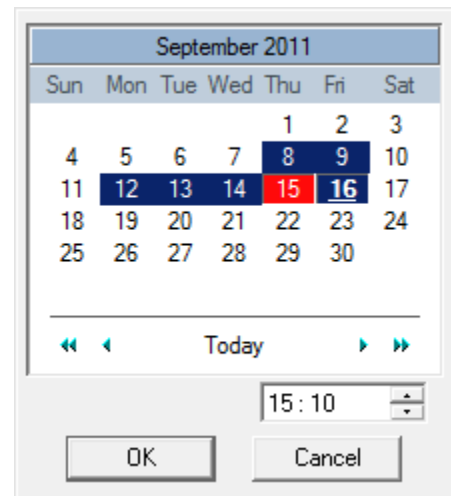 September 2011
Sun Mon Tue Wed Thu Fri Sat
1 2 3
4 5 6 7 8 9 10
11 12 13 14 15 16 17
18 19 20 21 22 23 24
25 26 27 28 29 30
Today
15 : 10
OK Cancel